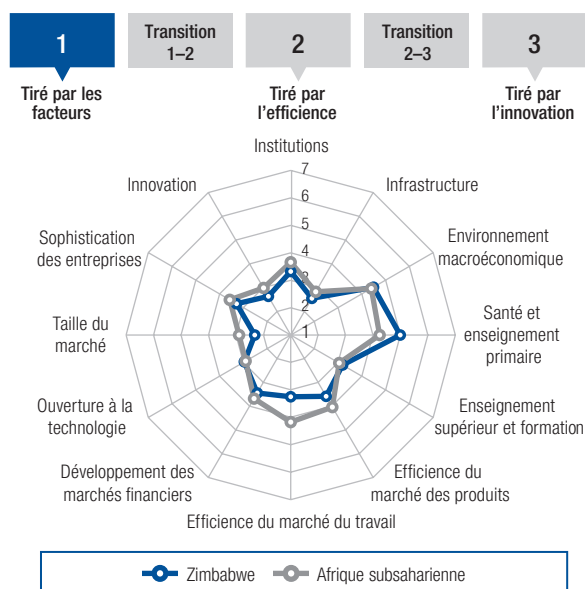 1
Transition
1–2
2
Transition
2–3
3
Tiré par les
facteurs
Tiré par
l'efficience
Tiré par
l'innovation
Institutions
7
6
5
4
3
2
1
Infrastructure
Environnement
macroéconomique
Santé et
enseignement
primaire
Enseignement
supérieur et formation
Efficience du
marché des produits
Efficience du marché du travail
Développement des
marchés financiers
Ouverture à la
technologie
Taille du
marché
Sophistication
des entreprises
Innovation
Zimbabwe
Afrique subsaharienne